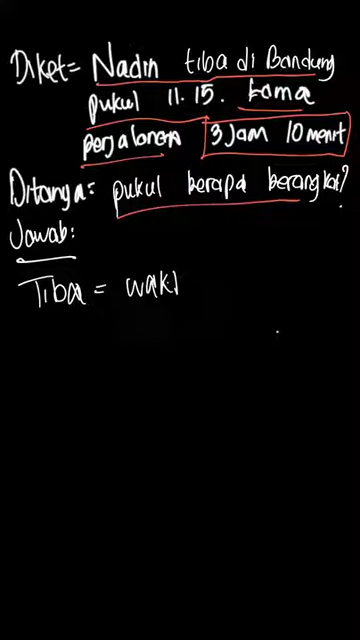 Diket = Nadin tiba di Bandung
pukul 11.15. Lama
perjalanan 3 Jam 10 menit
Ditanya: pukul berapa berangkat?
Jawab:
Tiba = wakt